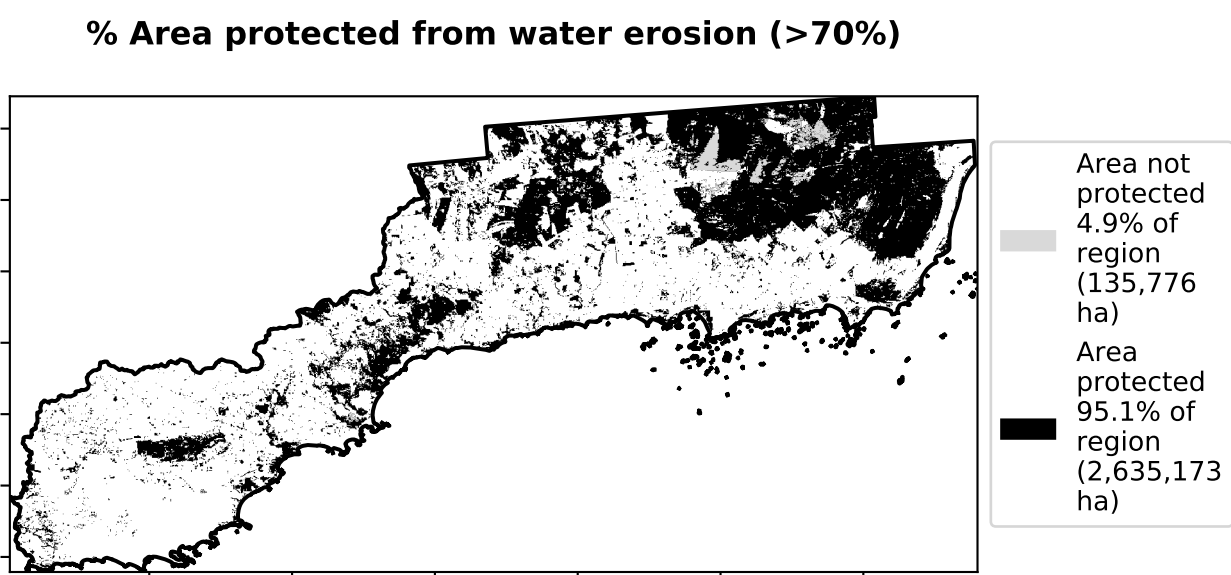 % Area protected from water erosion (>70%)
Area not
protected
4.9% of
region
(135,776
ha)
Area
protected
95.1% of
region
(2,635,173
ha)